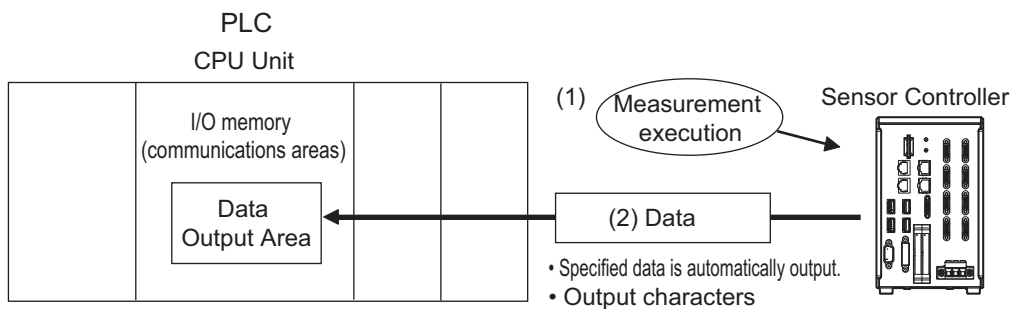 PLC
CPU Unit
I/O memory
(communications areas)
Data
Output Area
(1)
Measurement
execution
Sensor Controller
(2) Data
• Specified data is automatically output.
• Output characters